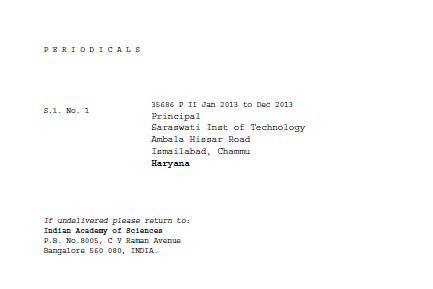 P E R I O D I C A L S
S.l. No. 1
35686 P II Jan 2013 to Dec 2013
Principal
Saraswati Inst of Technology
Ambala Hissar Road
Ismailabad, Chammu
Haryana
If undelivered please return to:
Indian Academy of Sciences
P.B. No.8005, C V Raman Avenue
Bangalore 560 080, INDIA.